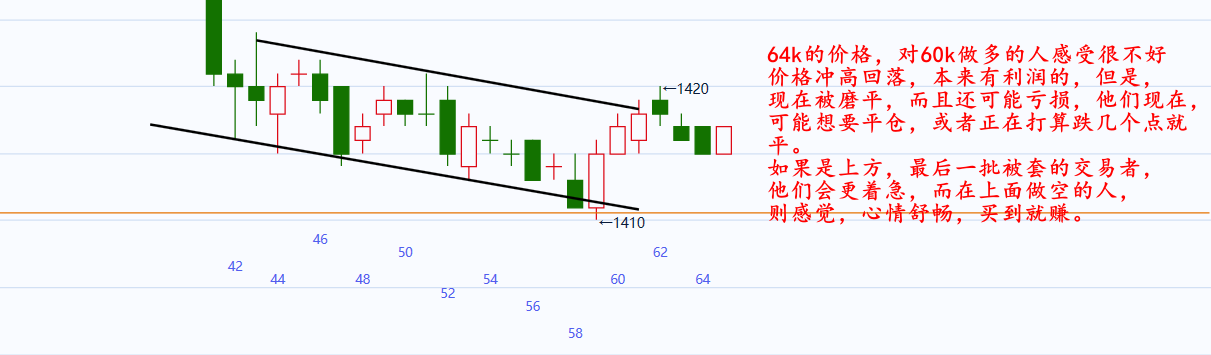 64k的价格，对60k做多的人感受很不好
价格冲高回落，本来有利润的，但是，
现在被磨平，而且还可能亏损，他们现在，
可能想要平仓，或者正在打算跌几个点就
平。
如果是上方，最后一批被套的交易者，
他们会更着急，而在上面做空的人，
则感觉，心情舒畅，买到就赚。
←1420
←1410
46
50
62
42
44
48
54
60
64
52
56
58